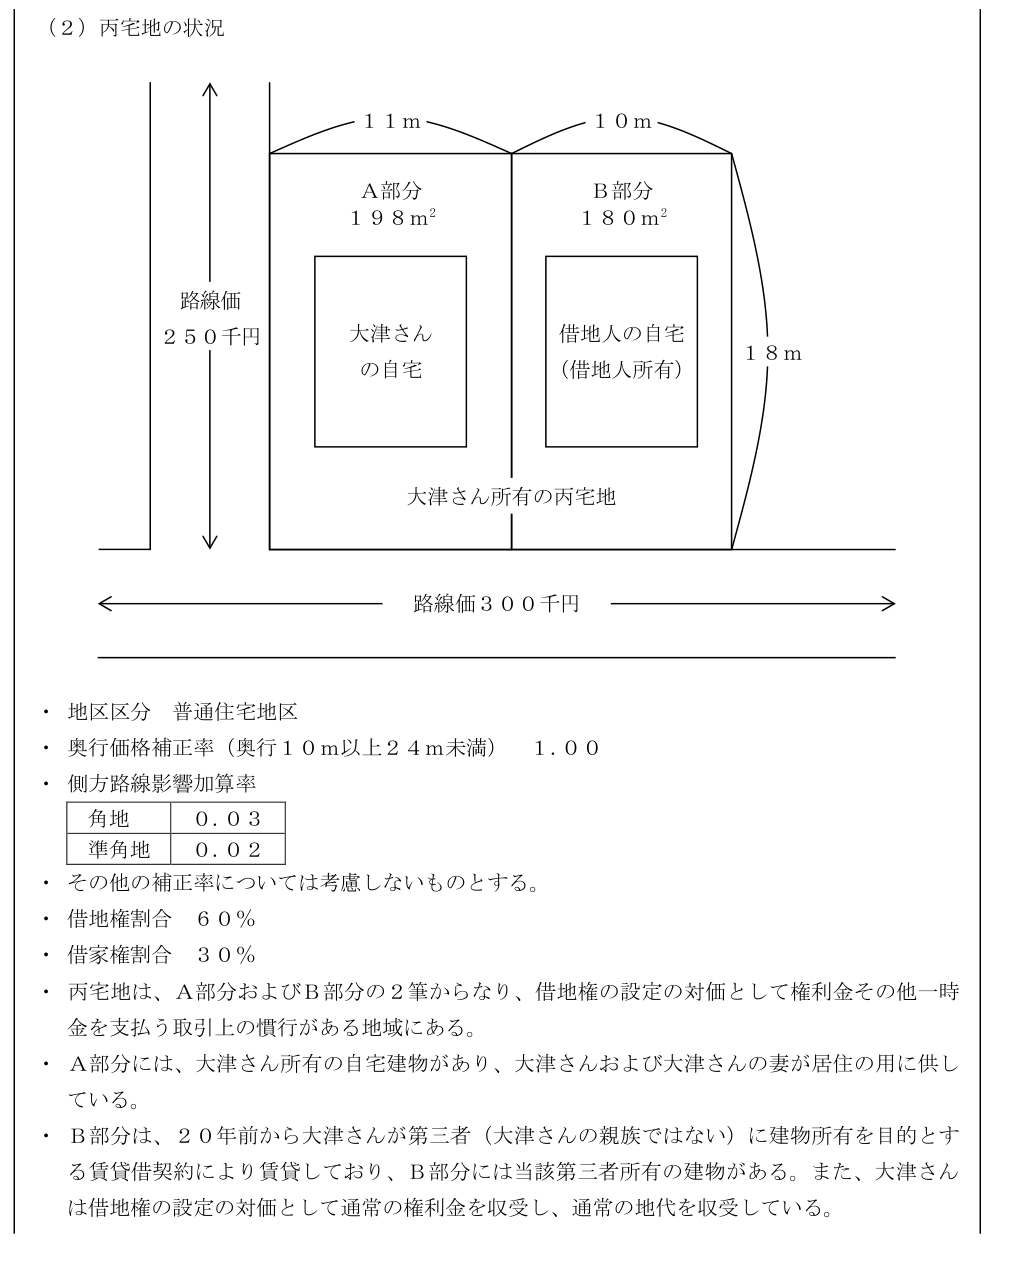 （２）丙宅地の状況
１１ｍ
１０ｍ
Ａ部分
１９８ｍ²
Ｂ部分
１８０ｍ²
路線価
２５０千円
大津さん
の自宅
借地人の自宅
（借地人所有）
１８ｍ
大津さん所有の丙宅地
路線価３００千円
・ 地区区分　普通住宅地区
・ 奥行価格補正率（奥行１０ｍ以上２４ｍ未満）　１.００
・ 側方路線影響加算率
角地　０.０３
準角地　０.０２
・ その他の補正率については考慮しないものとする。
・ 借地権割合　６０％
・ 借家権割合　３０％
・ 丙宅地は、Ａ部分およびＢ部分の２筆からなり、借地権の設定の対価として権利金その他一時
金を支払う取引上の慣行がある地域にある。
・ Ａ部分には、大津さん所有の自宅建物があり、大津さんおよび大津さんの妻が居住の用に供し
ている。
・ Ｂ部分は、２０年前から大津さんが第三者（大津さんの親族ではない）に建物所有を目的とす
る賃貸借契約により賃貸しており、Ｂ部分には当該第三者所有の建物がある。また、大津さん
は借地権の設定の対価として通常の権利金を収受し、通常の地代を収受している。